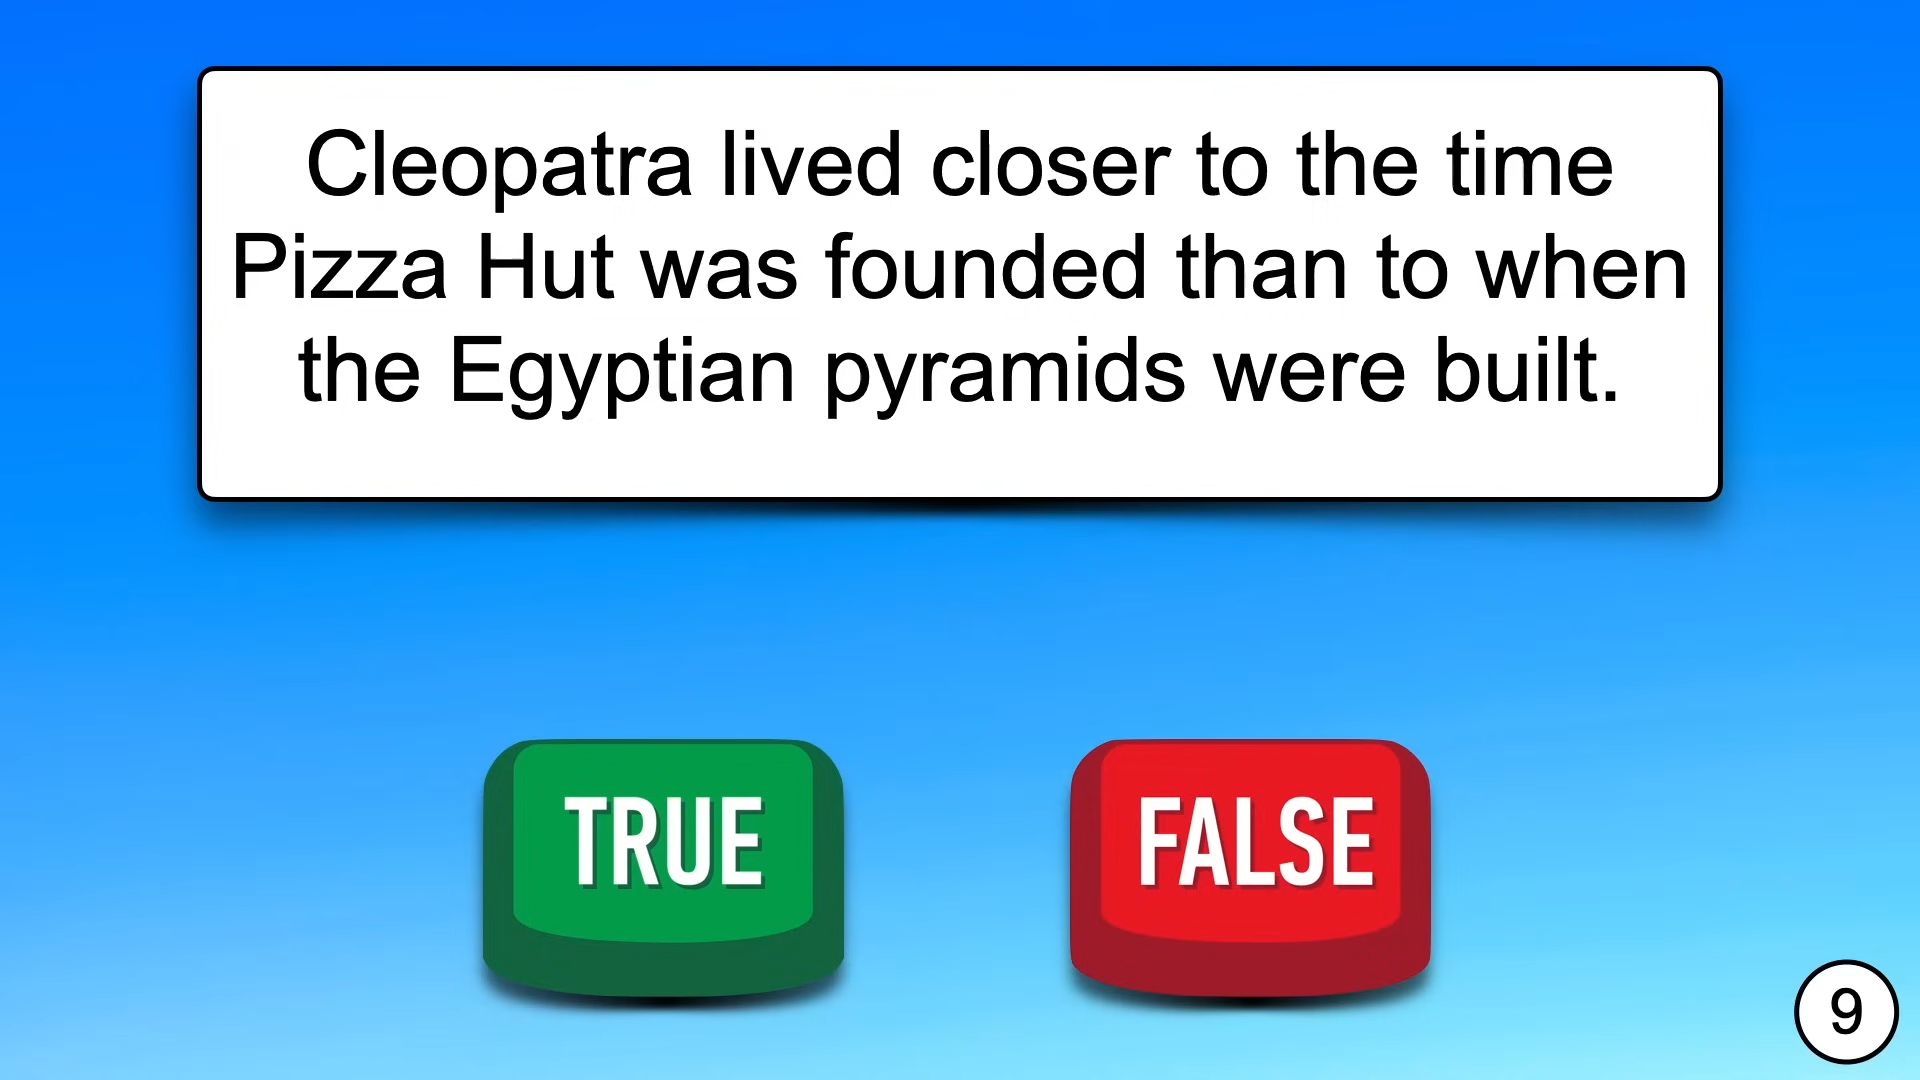 Cleopatra lived closer to the time
Pizza Hut was founded than to when
the Egyptian pyramids were built.
TRUE
FALSE
9